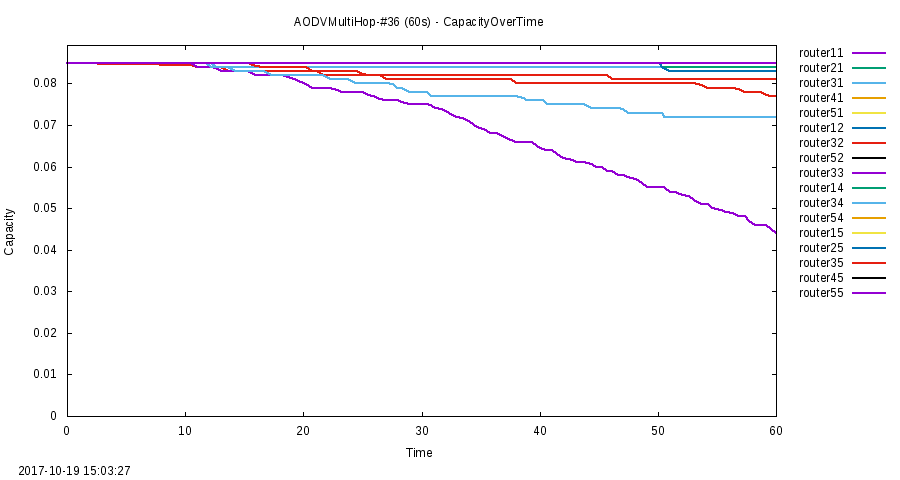 AODVMultiHop-#36 (60s) - CapacityOverTime
router11
router21
router31
router41
router51
router12
router32
router52
router33
router14
router34
router54
router15
router25
router35
router45
router55
Capacity
0.08
0.07
0.06
0.05
0.04
0.03
0.02
0.01
0
0 10 20 30 40 50 60
Time
2017-10-19 15:03:27